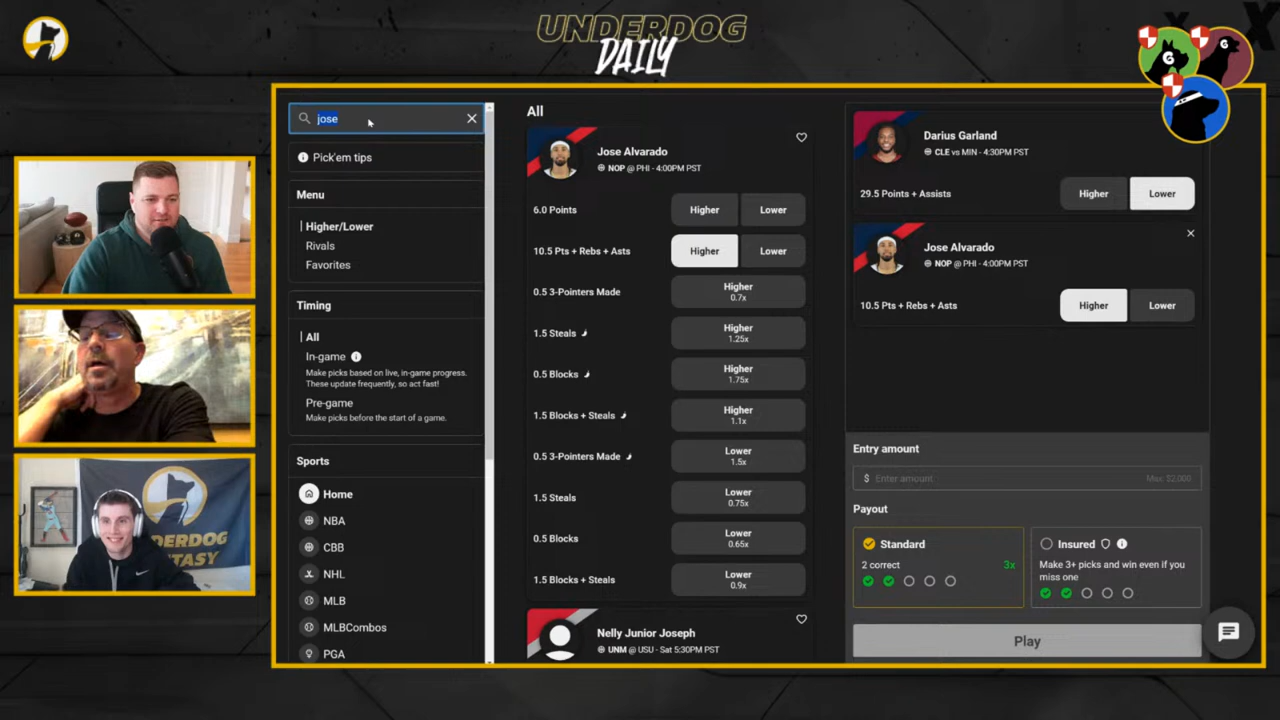 UNDERDOG
DAILY
jose
Pick'em tips
Menu
Higher/Lower
Rivals
Favorites
Timing
All
In-game
Make picks based on live, in-game progress.
These update frequently, so act fast!
Pre-game
Make picks before the start of a game.
Sports
Home
NBA
CBB
NHL
MLB
MLBCombos
PGA
All
Jose Alvarado
NOP @ PHI - 4:00PM PST
6.0 Points Higher Lower
10.5 Pts + Rebs + Asts Higher Lower
0.5 3-Pointers Made Higher
0.7x
1.5 Steals Higher
1.25x
0.5 Blocks Higher
1.75x
1.5 Blocks + Steals Higher
1.1x
0.5 3-Pointers Made Lower
1.5x
1.5 Steals Lower
0.75x
0.5 Blocks Lower
0.65x
1.5 Blocks + Steals Lower
0.9x
Nelly Junior Joseph
UNM @ USU - Sat 5:30PM PST
Darius Garland
CLE vs MIN - 4:30PM PST
29.5 Points + Assists Higher Lower
Jose Alvarado
NOP @ PHI - 4:00PM PST
10.5 Pts + Rebs + Asts Higher Lower
Entry amount
$ Enter amount Max: $2,000
Payout
Standard
2 correct 3x
Insured
Make 3+ picks and win even if you
miss one
Play
G
G